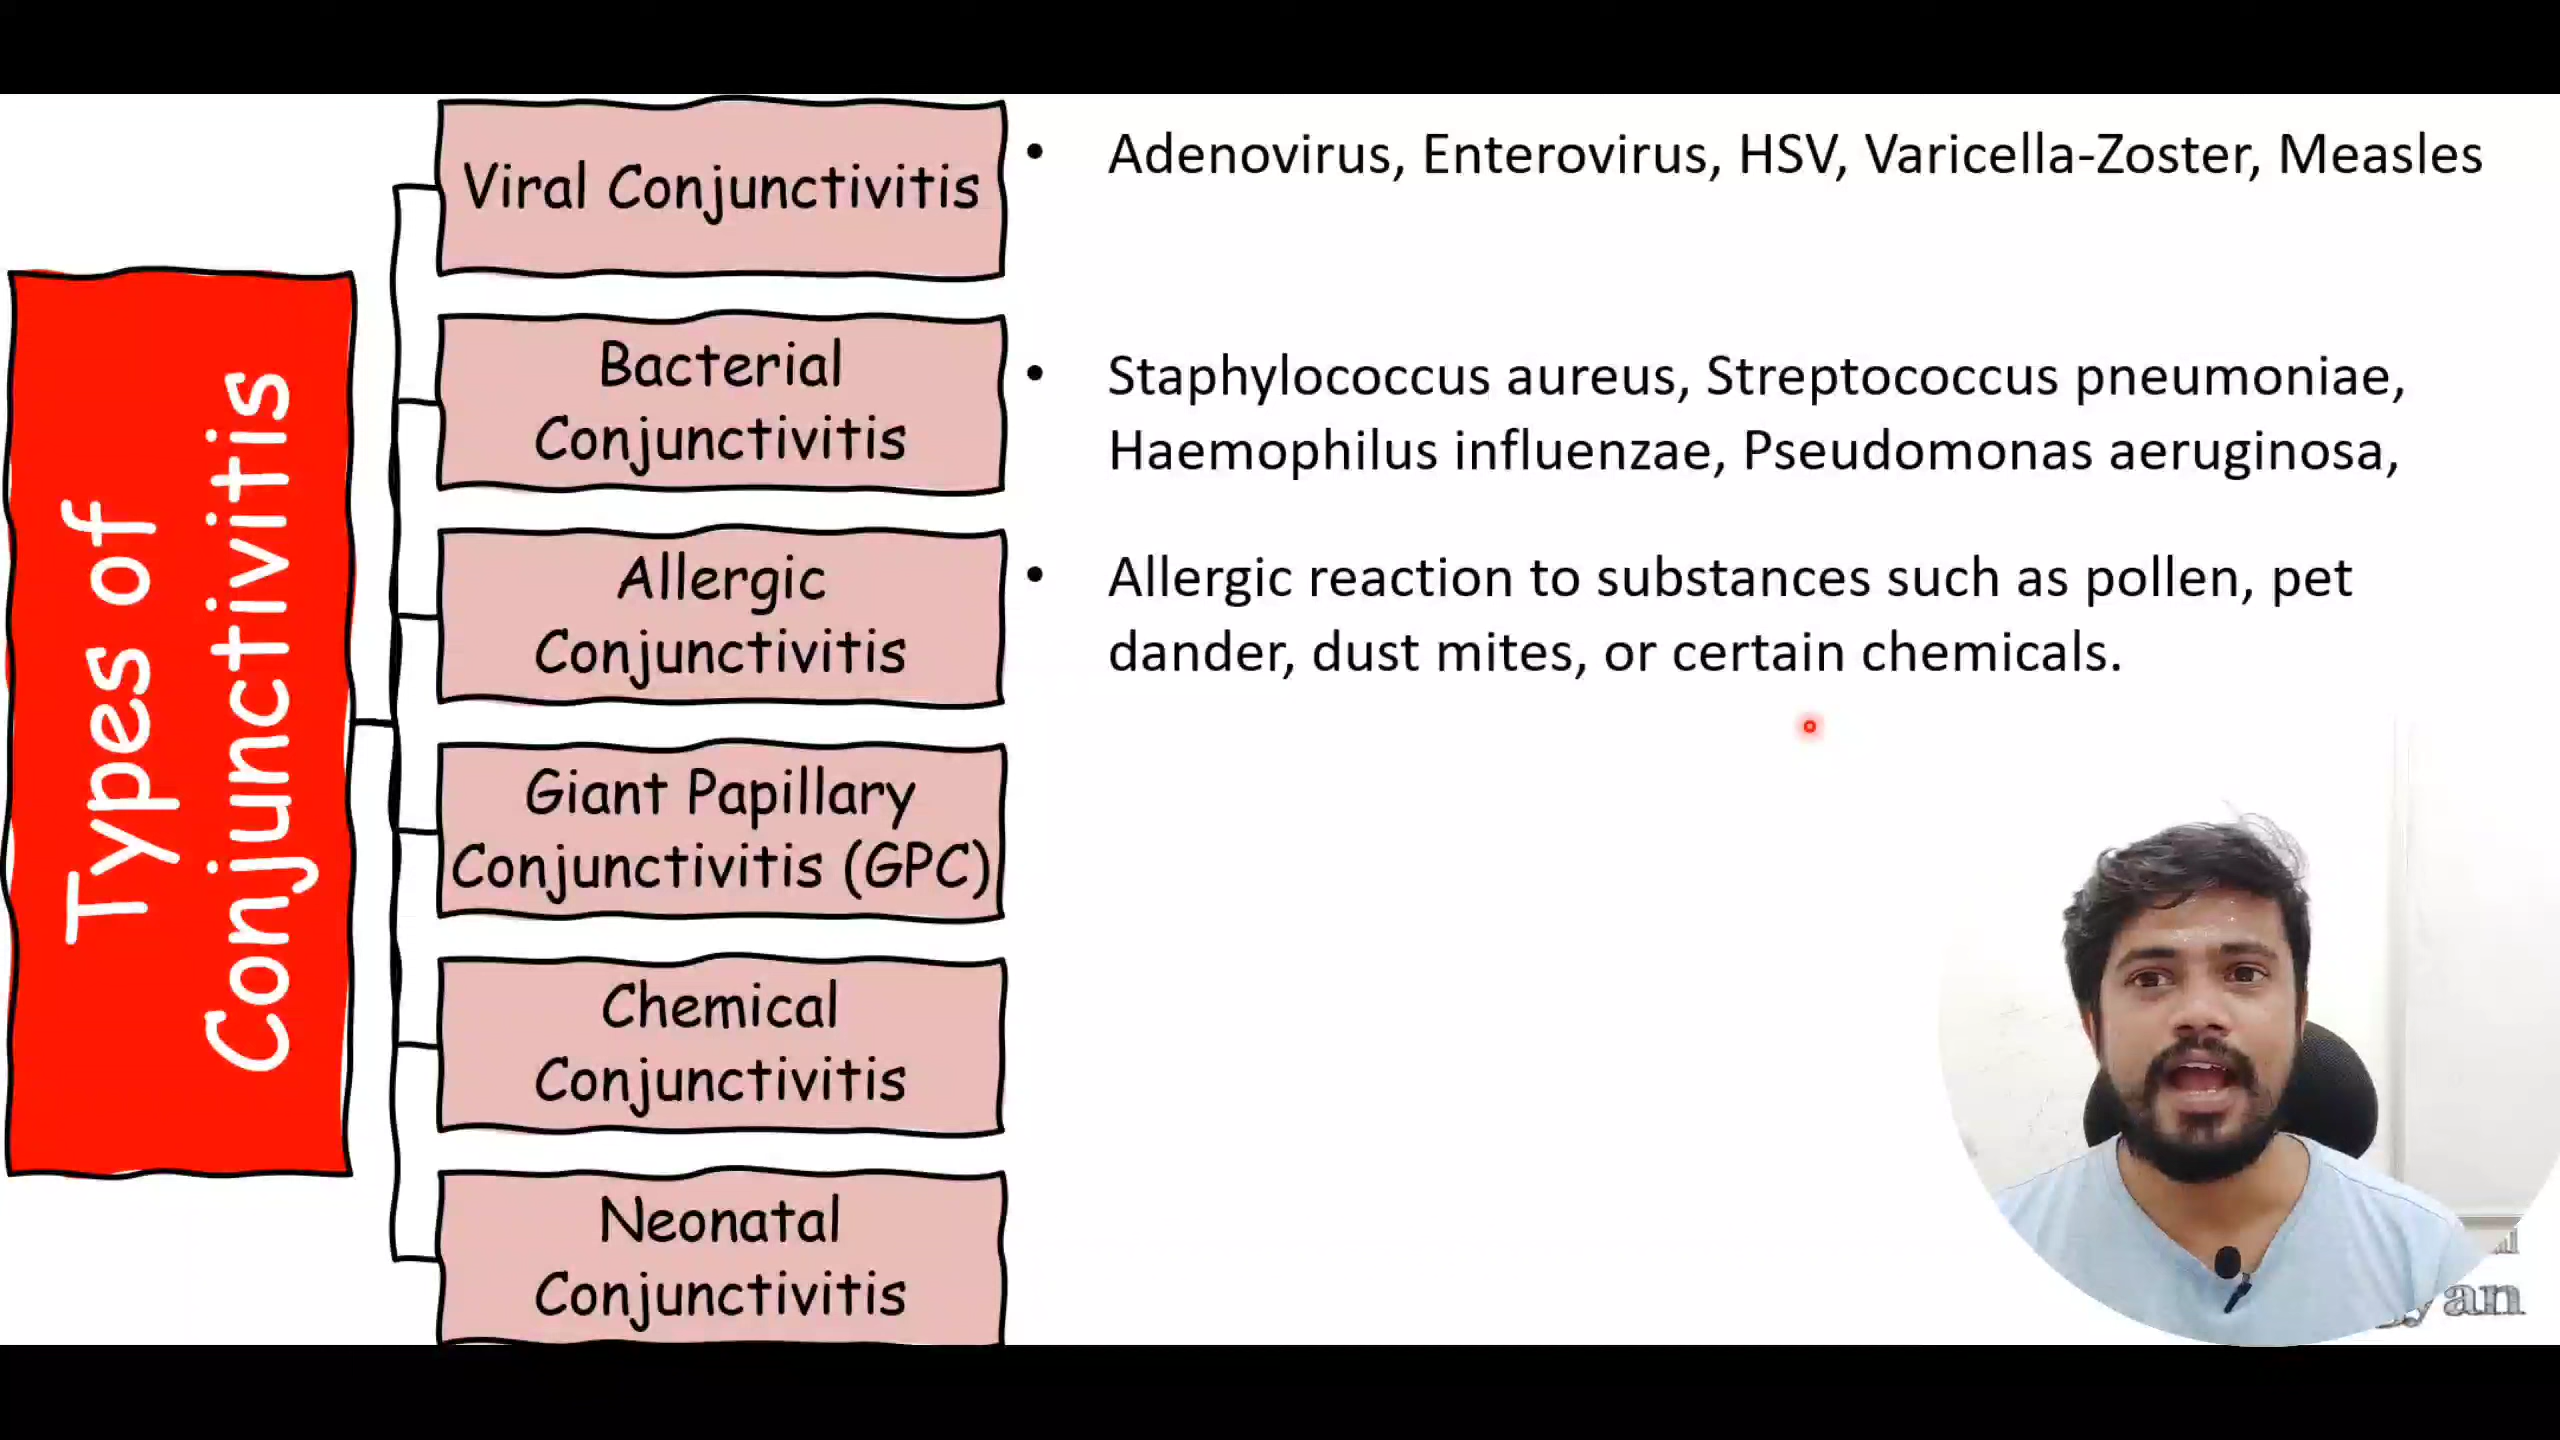 Types of
Conjunctivitis
Viral Conjunctivitis
• Adenovirus, Enterovirus, HSV, Varicella-Zoster, Measles
Bacterial
Conjunctivitis
• Staphylococcus aureus, Streptococcus pneumoniae,
Haemophilus influenzae, Pseudomonas aeruginosa,
Allergic
Conjunctivitis
• Allergic reaction to substances such as pollen, pet
dander, dust mites, or certain chemicals.
Giant Papillary
Conjunctivitis (GPC)
Chemical
Conjunctivitis
Neonatal
Conjunctivitis